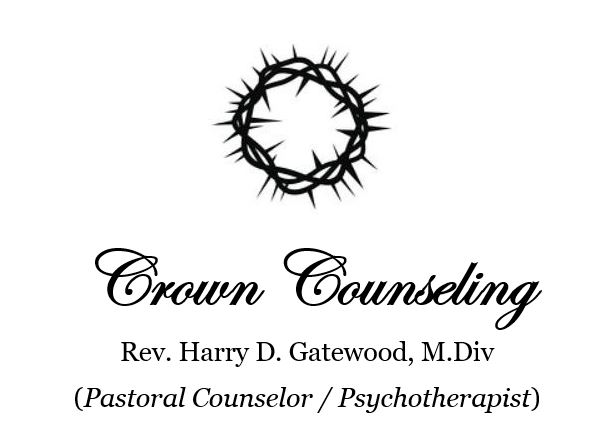 Crown Counseling
Rev. Harry D. Gatewood, M.Div
(Pastoral Counselor / Psychotherapist)